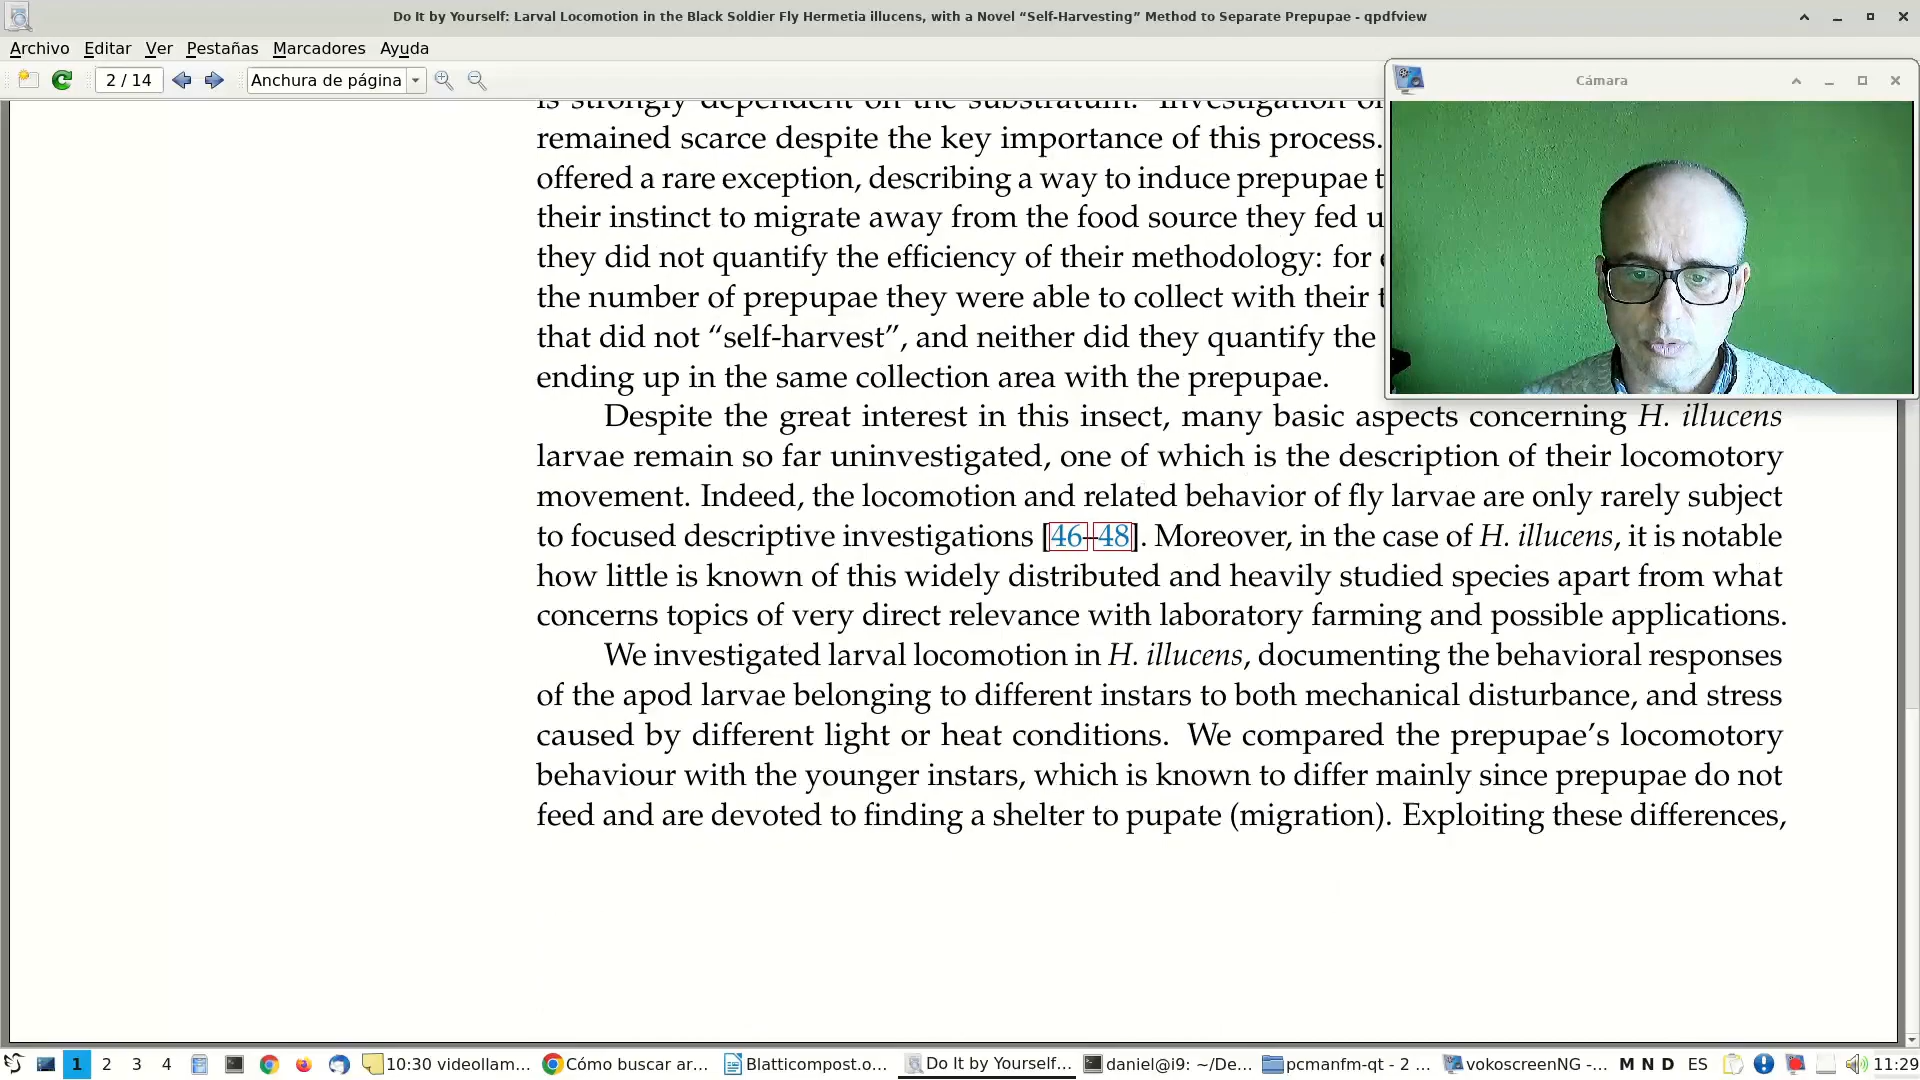 Do It by Yourself: Larval Locomotion in the Black Soldier Fly Hermetia illucens, with a Novel “Self-Harvesting” Method to Separate Prepupae - qpdfview
Archivo Editar Ver Pestañas Marcadores Ayuda
2 / 14 Anchura de página
Cámara
is strongly dependent on the substratum. Investigation
remained scarce despite the key importance of this process.
offered a rare exception, describing a way to induce prepupae
their instinct to migrate away from the food source they fed
they did not quantify the efficiency of their methodology: for
the number of prepupae they were able to collect with their
that did not “self-harvest”, and neither did they quantify the
ending up in the same collection area with the prepupae.
Despite the great interest in this insect, many basic aspects concerning H. illucens
larvae remain so far uninvestigated, one of which is the description of their locomotory
movement. Indeed, the locomotion and related behavior of fly larvae are only rarely subject
to focused descriptive investigations [46–48]. Moreover, in the case of H. illucens, it is notable
how little is known of this widely distributed and heavily studied species apart from what
concerns topics of very direct relevance with laboratory farming and possible applications.
We investigated larval locomotion in H. illucens, documenting the behavioral responses
of the apod larvae belonging to different instars to both mechanical disturbance, and stress
caused by different light or heat conditions. We compared the prepupae’s locomotory
behaviour with the younger instars, which is known to differ mainly since prepupae do not
feed and are devoted to finding a shelter to pupate (migration). Exploiting these differences,
1 2 3 4 10:30 videollam... Cómo buscar ar... Blatticompost.o... Do It by Yourself... daniel@i9: ~/De... pcmanfm-qt - 2 ... vokoscreenNG -... M N D ES 11:29